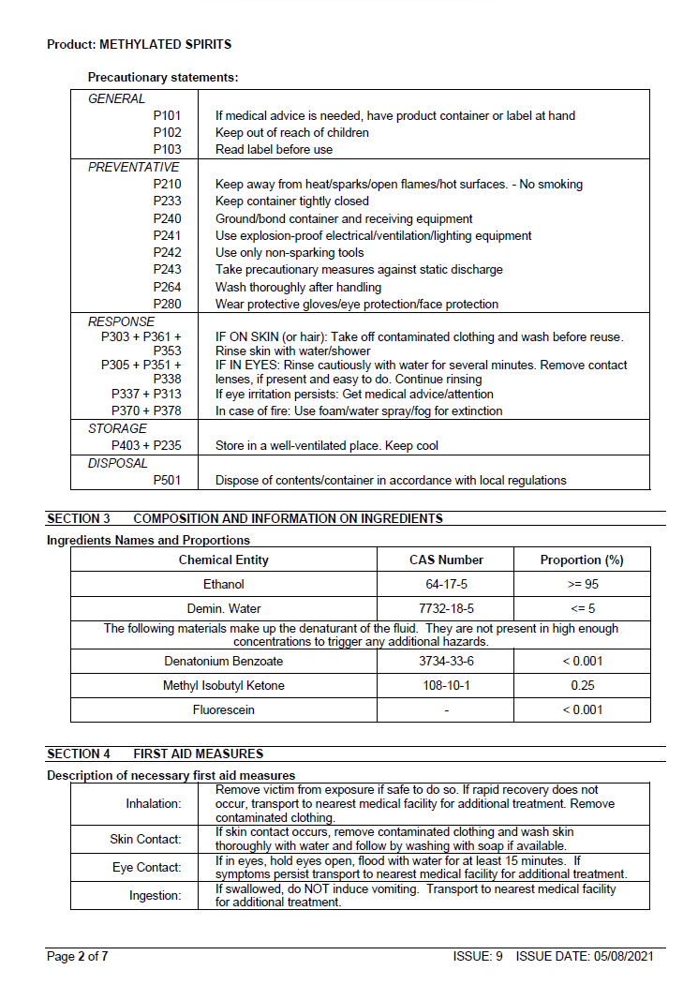 Product: METHYLATED SPIRITS
Precautionary statements:
GENERAL
P101 If medical advice is needed, have product container or label at hand
P102 Keep out of reach of children
P103 Read label before use
PREVENTATIVE
P210 Keep away from heat/sparks/open flames/hot surfaces. - No smoking
P233 Keep container tightly closed
P240 Ground/bond container and receiving equipment
P241 Use explosion-proof electrical/ventilation/lighting equipment
P242 Use only non-sparking tools
P243 Take precautionary measures against static discharge
P264 Wash thoroughly after handling
P280 Wear protective gloves/eye protection/face protection
RESPONSE
P303 + P361 + IF ON SKIN (or hair): Take off contaminated clothing and wash before reuse.
P353 Rinse skin with water/shower
P305 + P351 + IF IN EYES: Rinse cautiously with water for several minutes. Remove contact
P338 lenses, if present and easy to do. Continue rinsing
P337 + P313 If eye irritation persists: Get medical advice/attention
P370 + P378 In case of fire: Use foam/water spray/fog for extinction
STORAGE
P403 + P235 Store in a well-ventilated place. Keep cool
DISPOSAL
P501 Dispose of contents/container in accordance with local regulations
SECTION 3 COMPOSITION AND INFORMATION ON INGREDIENTS
Ingredients Names and Proportions
Chemical Entity CAS Number Proportion (%)
Ethanol 64-17-5 >= 95
Demin. Water 7732-18-5 <= 5
The following materials make up the denaturant of the fluid. They are not present in high enough
concentrations to trigger any additional hazards.
Denatonium Benzoate 3734-33-6 < 0.001
Methyl Isobutyl Ketone 108-10-1 0.25
Fluorescein - < 0.001
SECTION 4 FIRST AID MEASURES
Description of necessary first aid measures
Inhalation: Remove victim from exposure if safe to do so. If rapid recovery does not
occur, transport to nearest medical facility for additional treatment. Remove
contaminated clothing.
Skin Contact: If skin contact occurs, remove contaminated clothing and wash skin
thoroughly with water and follow by washing with soap if available.
Eye Contact: If in eyes, hold eyes open, flood with water for at least 15 minutes. If
symptoms persist transport to nearest medical facility for additional treatment.
Ingestion: If swallowed, do NOT induce vomiting. Transport to nearest medical facility
for additional treatment.
Page 2 of 7 ISSUE: 9 ISSUE DATE: 05/08/2021